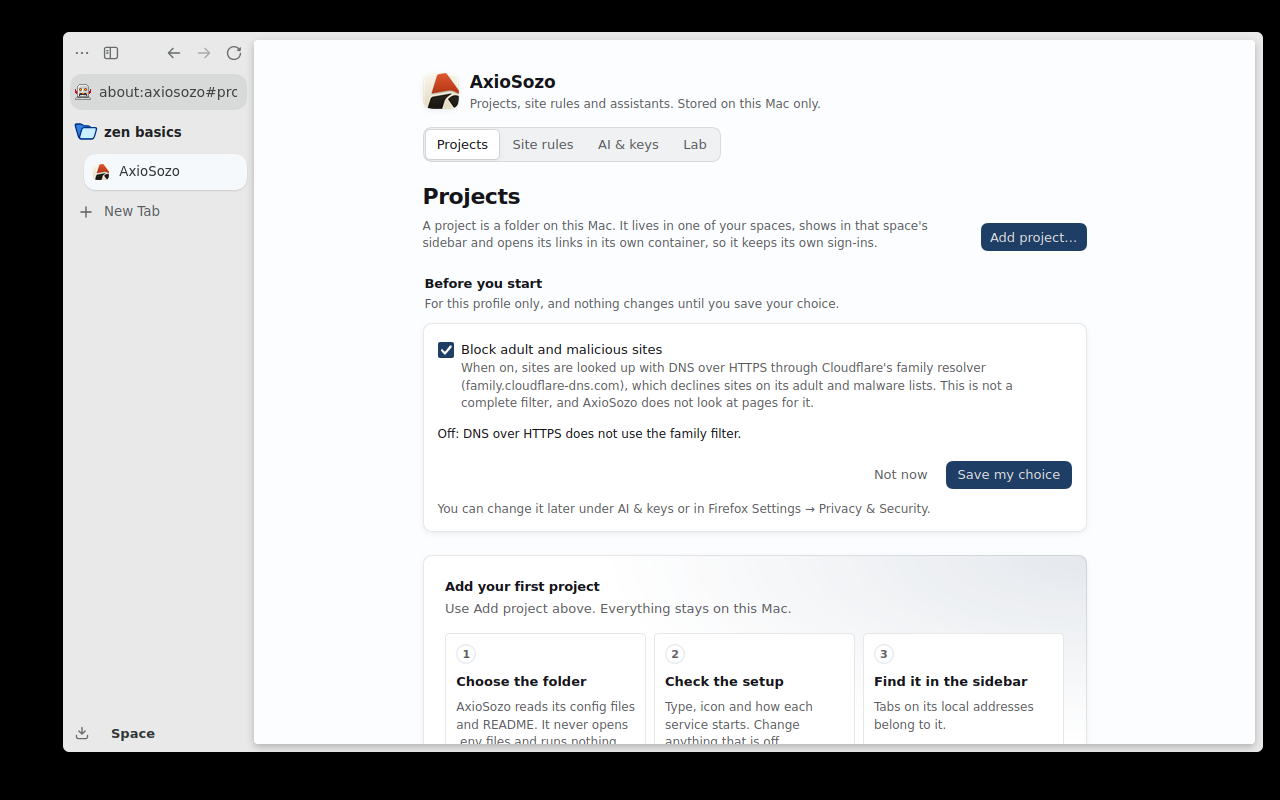 about:axiosozo#pro
zen basics
AxioSozo
New Tab
Space
AxioSozo
Projects, site rules and assistants. Stored on this Mac only.
Projects
Site rules
AI & keys
Lab
Projects
A project is a folder on this Mac. It lives in one of your spaces, shows in that space's
sidebar and opens its links in its own container, so it keeps its own sign-ins.
Add project…
Before you start
For this profile only, and nothing changes until you save your choice.
Block adult and malicious sites
When on, sites are looked up with DNS over HTTPS through Cloudflare's family resolver
(family.cloudflare-dns.com), which declines sites on its adult and malware lists. This is not a
complete filter, and AxioSozo does not look at pages for it.
Off: DNS over HTTPS does not use the family filter.
Not now
Save my choice
You can change it later under AI & keys or in Firefox Settings → Privacy & Security.
Add your first project
Use Add project above. Everything stays on this Mac.
1
Choose the folder
AxioSozo reads its config files
and README. It never opens
.env files and runs nothing
2
Check the setup
Type, icon and how each
service starts. Change
anything that is off
3
Find it in the sidebar
Tabs on its local addresses
belong to it.